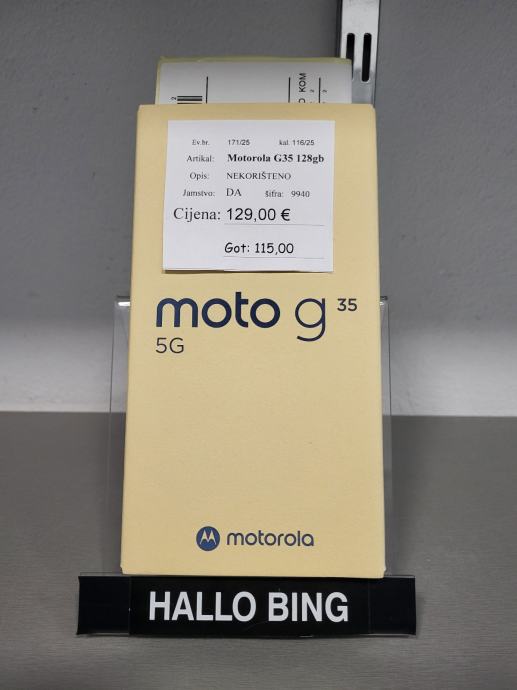 KOM
Ev.br. 171/25 kal. 116/25
Artikal: Motorola G35 128gb
Opis: NEKORIŠTENO
Jamstvo: DA šifra: 9940
Cijena: 129,00 €
Got: 115,00
moto g 35
5G
motorola
HALLO BING